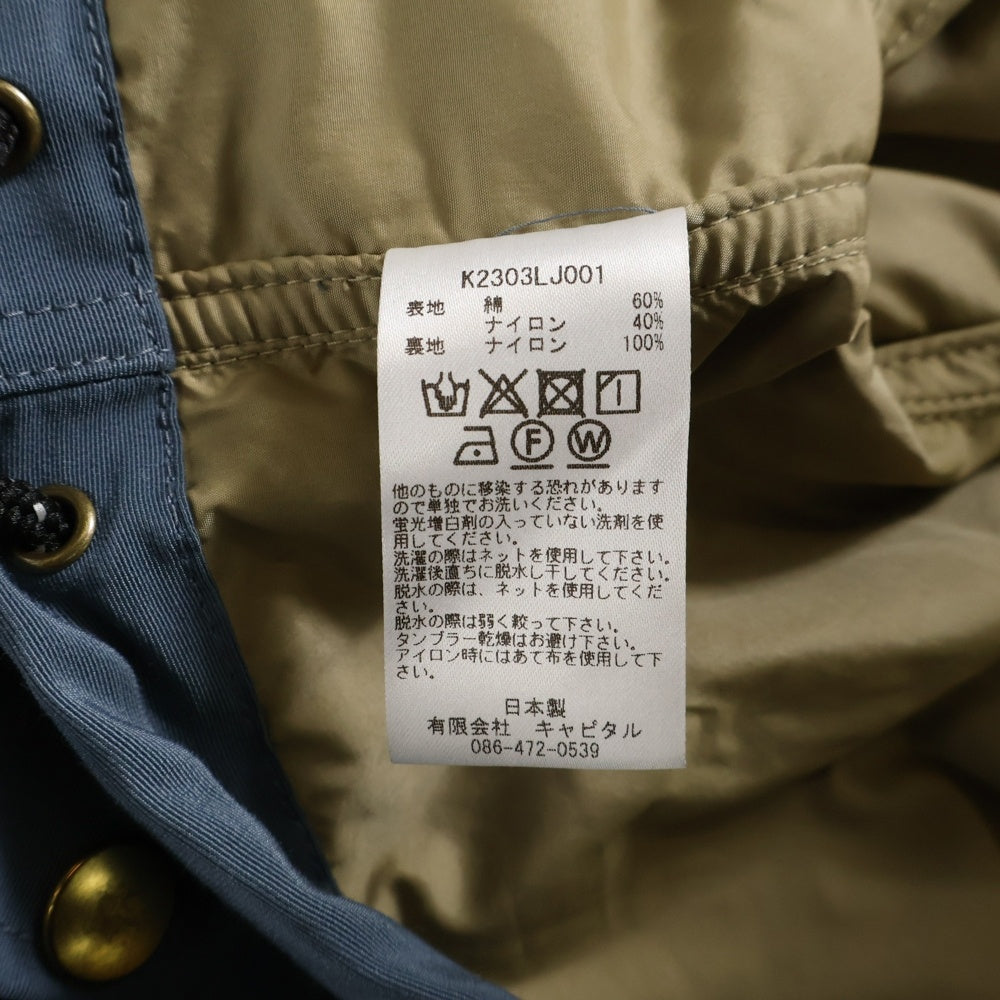 K2303LJ001
表地 綿 60%
ナイロン 40%
裏地 ナイロン 100%
F W
他のものに移染する恐れがあります
ので単独でお洗いください。
蛍光増白剤の入っていない洗剤を使
用してください。
洗濯の際はネットを使用して下さい。
洗濯後直ちに脱水し干してください。
脱水の際は、ネットを使用してくだ
さい。
脱水の際は弱く絞って下さい。
タンブラー乾燥はお避け下さい。
アイロン時にはあて布を使用して下
さい。
日本製
有限会社 キャピタル
086-472-0539